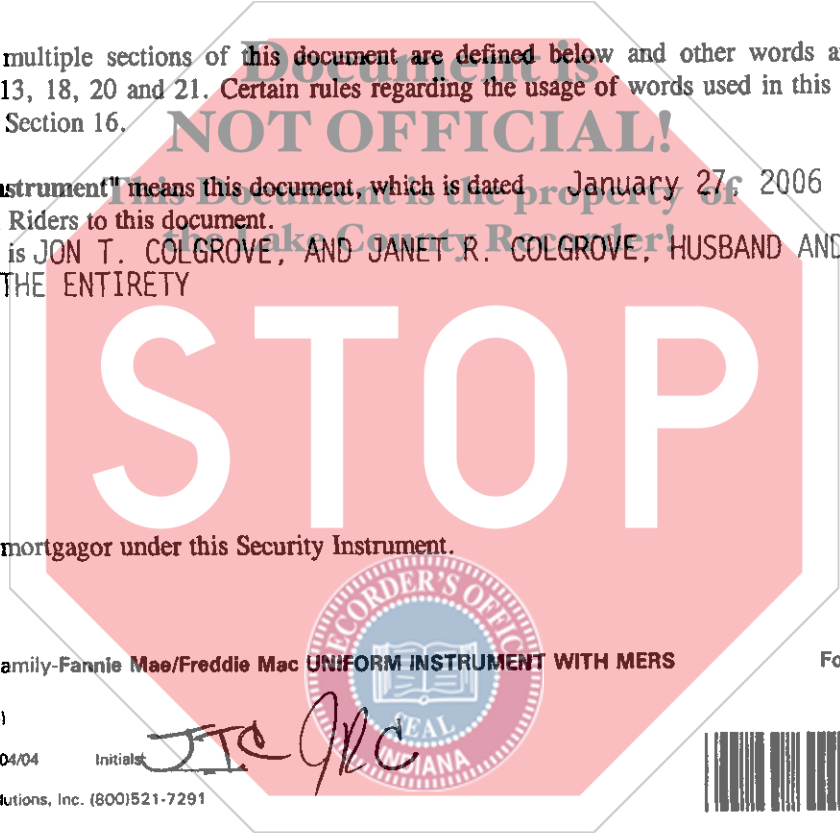 Document is
multiple sections of this document are defined below and other words a
13, 18, 20 and 21. Certain rules regarding the usage of words used in this
Section 16.
NOT OFFICIAL!
strument" means this document, which is dated January 27, 2006
This Document is the property of
Riders to this document.
the Lake County Recorder!
is JON T. COLGROVE, AND JANET R. COLGROVE, HUSBAND AND
THE ENTIRETY
STOP
mortgagor under this Security Instrument.
RECORDER'S OFFICE
SEAL
INDIANA
amily-Fannie Mae/Freddie Mac UNIFORM INSTRUMENT WITH MERS
Fo
04/04 Initials JTC JRC
lutions, Inc. (800)521-7291